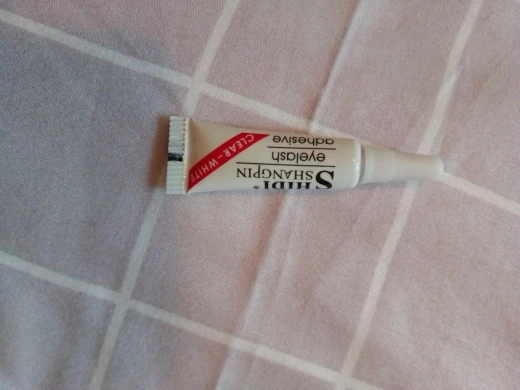 SHIDI®
SHANGPIN
eyelash
adhesive
CLEAR-WHITE